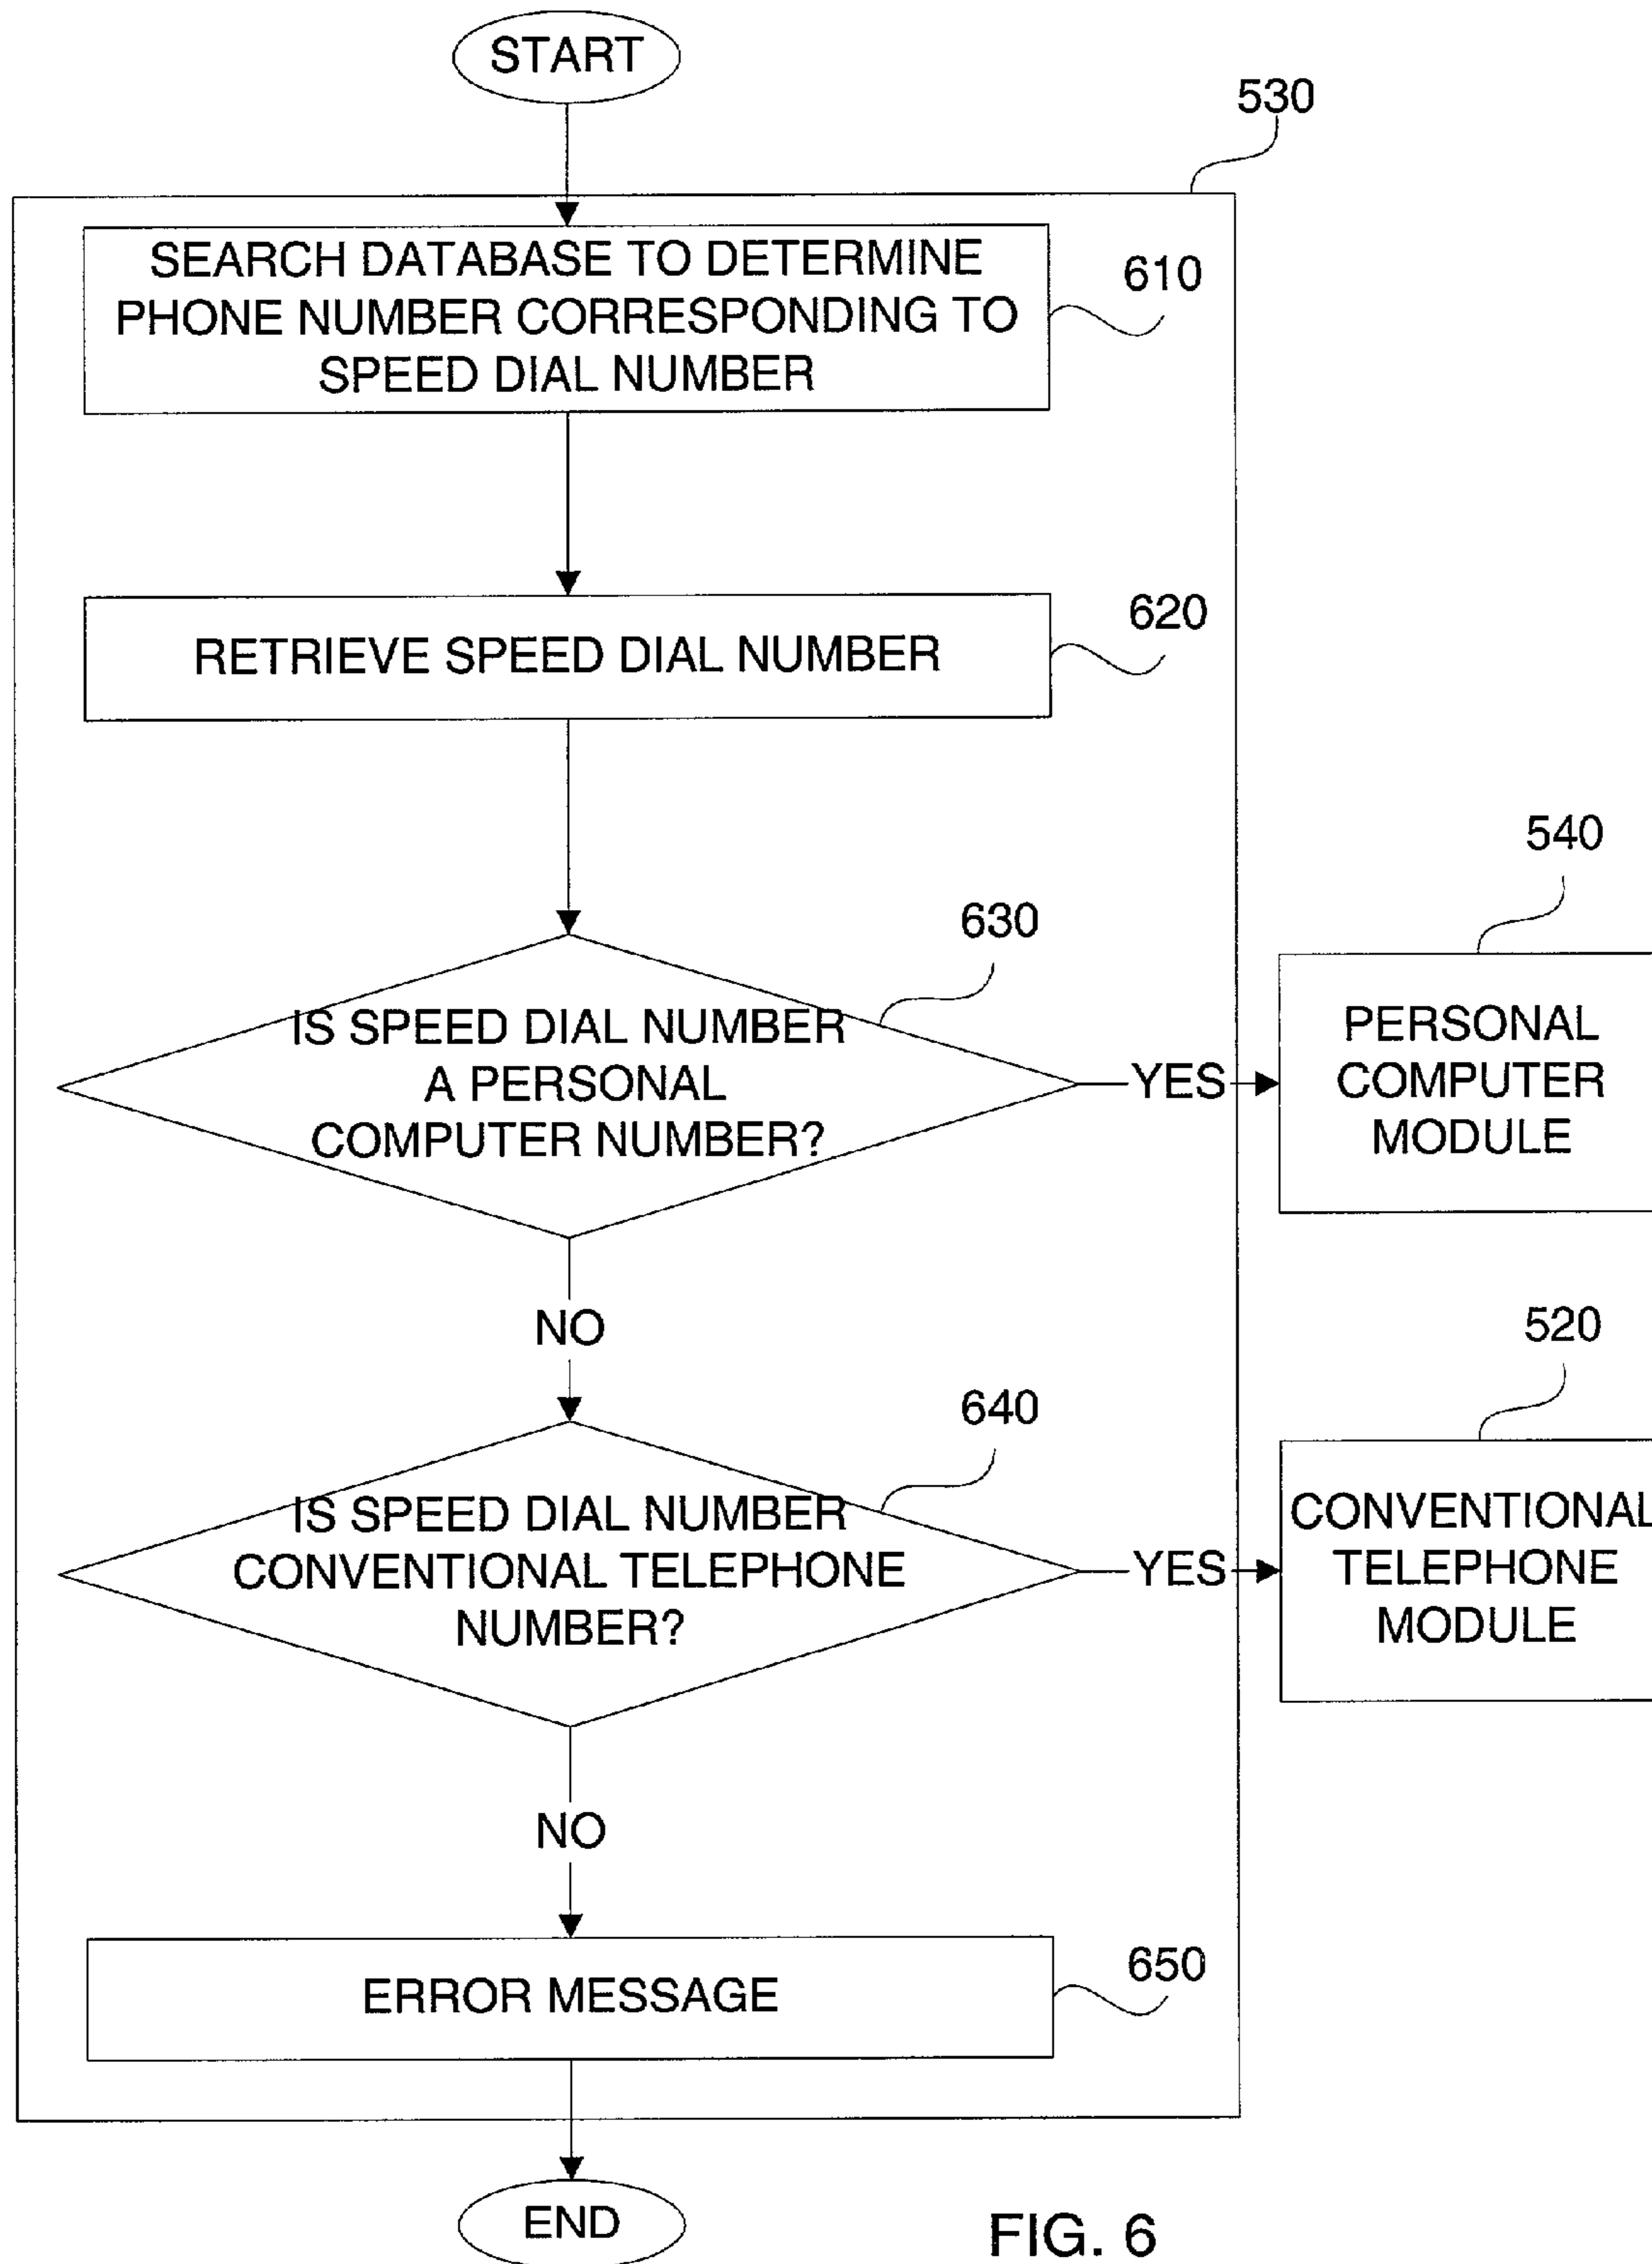 START
530
SEARCH DATABASE TO DETERMINE
PHONE NUMBER CORRESPONDING TO
SPEED DIAL NUMBER
610
RETRIEVE SPEED DIAL NUMBER
620
630
IS SPEED DIAL NUMBER
A PERSONAL
COMPUTER NUMBER?
YES
540
PERSONAL
COMPUTER
MODULE
NO
640
IS SPEED DIAL NUMBER
CONVENTIONAL TELEPHONE
NUMBER?
YES
520
CONVENTIONAL
TELEPHONE
MODULE
NO
ERROR MESSAGE
650
END
FIG. 6